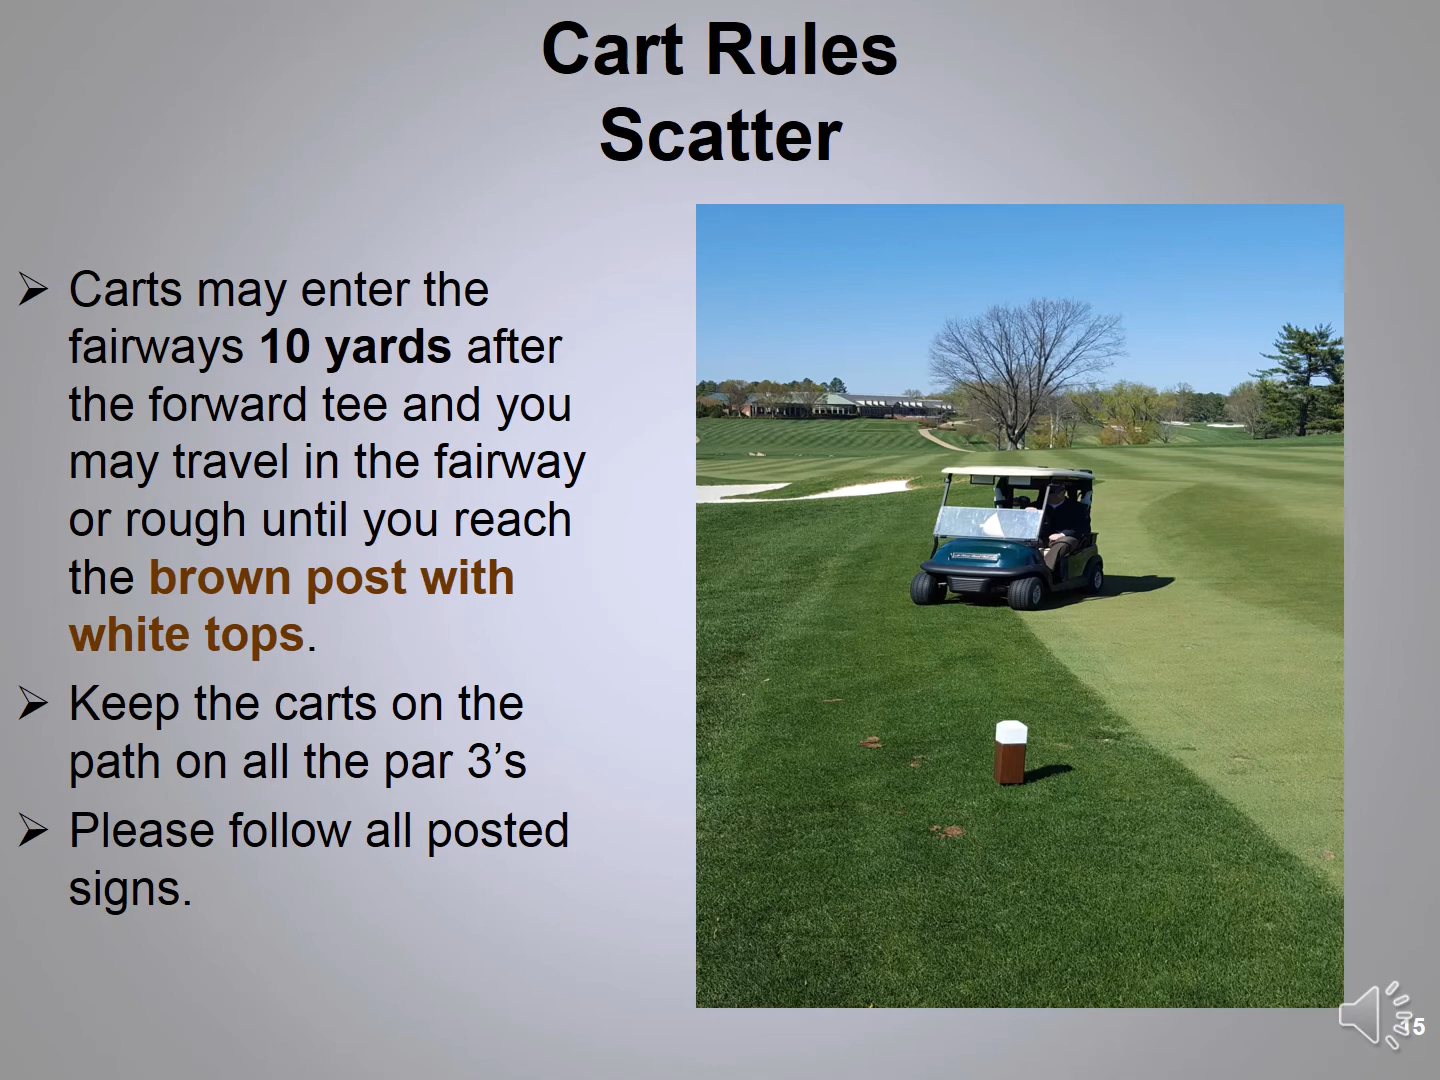 Cart Rules
Scatter
➢ Carts may enter the
fairways 10 yards after
the forward tee and you
may travel in the fairway
or rough until you reach
the brown post with
white tops.
➢ Keep the carts on the
path on all the par 3’s
➢ Please follow all posted
signs.
15